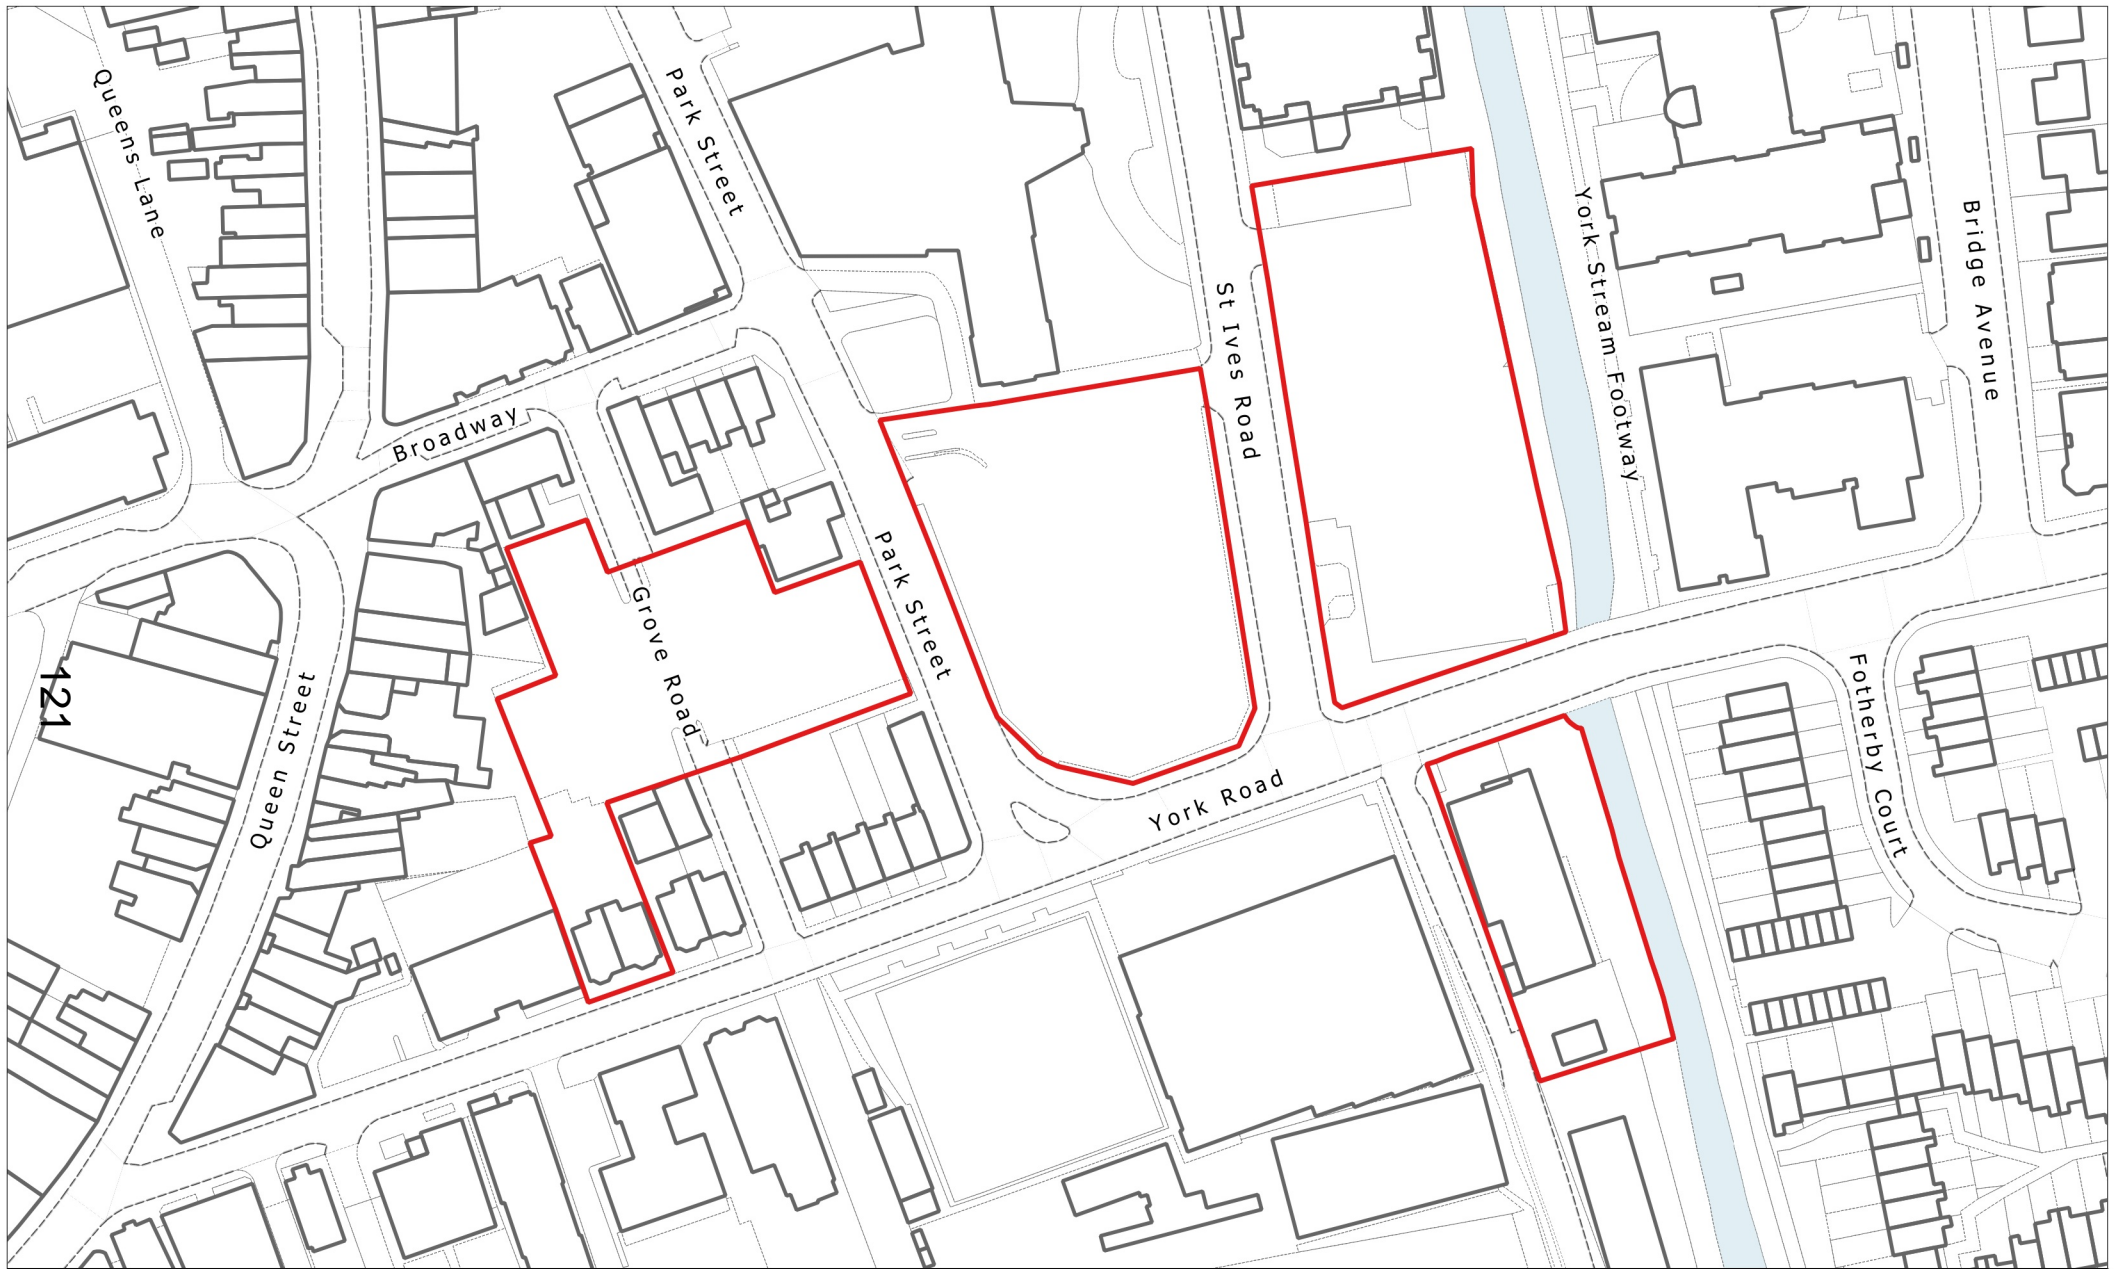 Queens Lane
Park Street
York Stream Footway
Bridge Avenue
St Ives Road
Broadway
Park Street
Grove Road
121
Queen Street
Fotherby Court
York Road